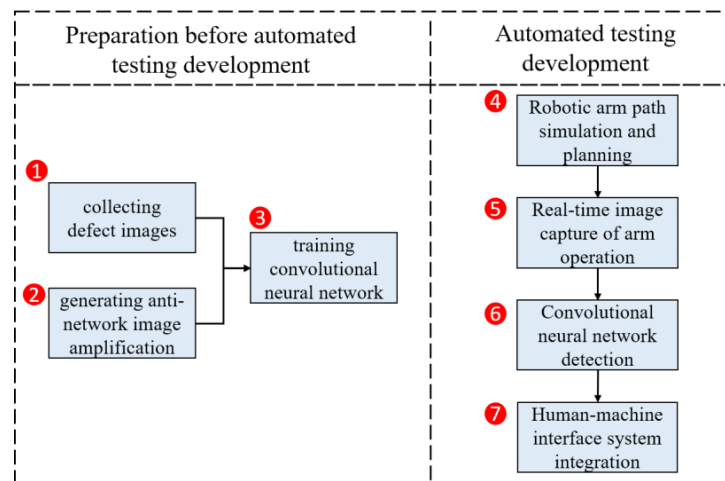 Preparation before automated
testing development
Automated testing
development
1
collecting
defect images
2
generating anti-
network image
amplification
3
training
convolutional
neural network
4
Robotic arm path
simulation and
planning
5
Real-time image
capture of arm
operation
6
Convolutional
neural network
detection
7
Human-machine
interface system
integration